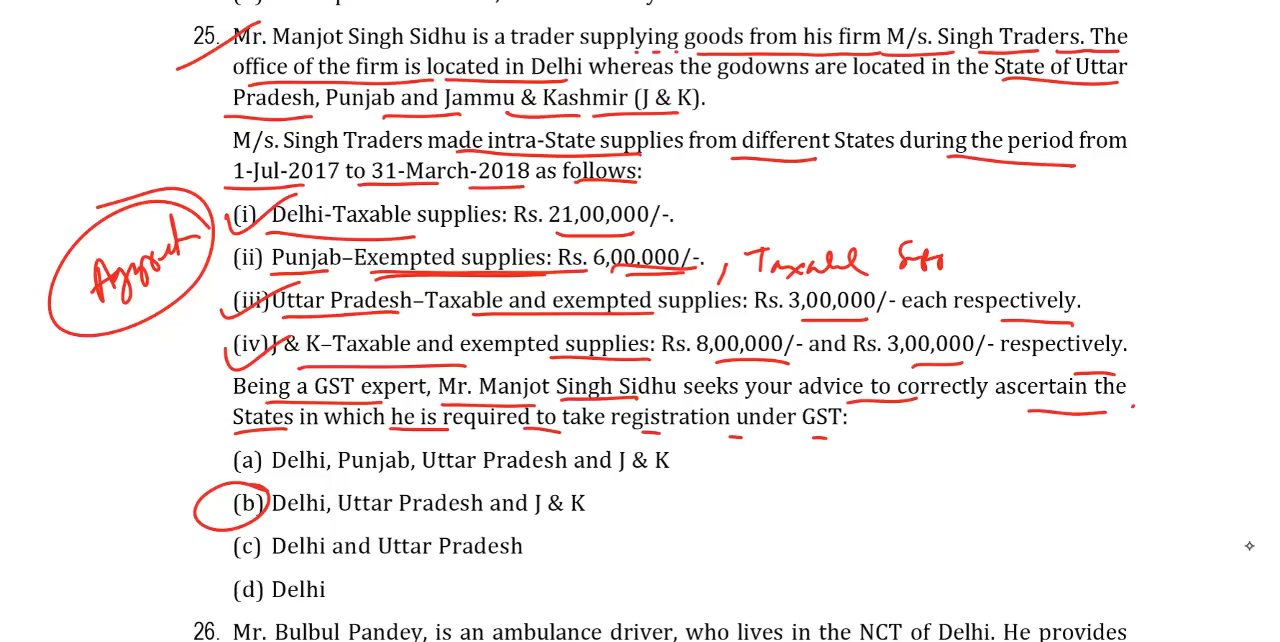 25. Mr. Manjot Singh Sidhu is a trader supplying goods from his firm M/s. Singh Traders. The
office of the firm is located in Delhi whereas the godowns are located in the State of Uttar
Pradesh, Punjab and Jammu & Kashmir (J & K).
M/s. Singh Traders made intra-State supplies from different States during the period from
1-Jul-2017 to 31-March-2018 as follows:
(i) Delhi-Taxable supplies: Rs. 21,00,000/-.
(ii) Punjab–Exempted supplies: Rs. 6,00,000/-. , Taxable
(iii) Uttar Pradesh–Taxable and exempted supplies: Rs. 3,00,000/- each respectively.
(iv) J & K–Taxable and exempted supplies: Rs. 8,00,000/- and Rs. 3,00,000/- respectively.
Being a GST expert, Mr. Manjot Singh Sidhu seeks your advice to correctly ascertain the
States in which he is required to take registration under GST:
(a) Delhi, Punjab, Uttar Pradesh and J & K
(b) Delhi, Uttar Pradesh and J & K
(c) Delhi and Uttar Pradesh
(d) Delhi
26. Mr. Bulbul Pandey, is an ambulance driver, who lives in the NCT of Delhi. He provides